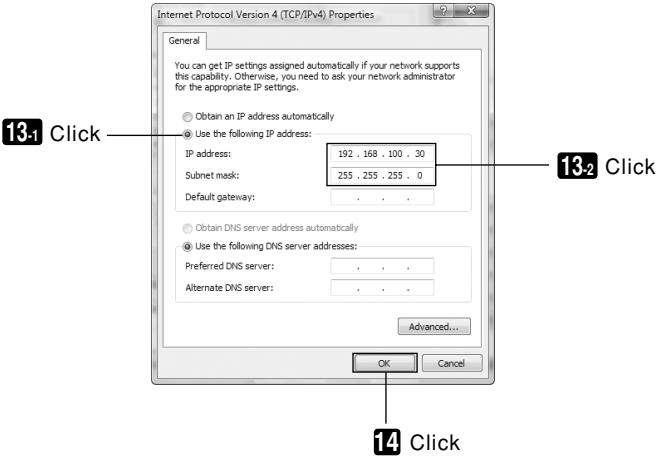 Internet Protocol Version 4 (TCP/IPv4) Properties
General
You can get IP settings assigned automatically if your network supports
this capability. Otherwise, you need to ask your network administrator
for the appropriate IP settings.
Obtain an IP address automatically
13-1 Click
Use the following IP address:
IP address: 192 . 168 . 100 . 30
13-2 Click
Subnet mask: 255 . 255 . 255 . 0
Default gateway: . . .
Obtain DNS server address automatically
Use the following DNS server addresses:
Preferred DNS server: . . .
Alternate DNS server: . . .
Advanced...
OK Cancel
14 Click